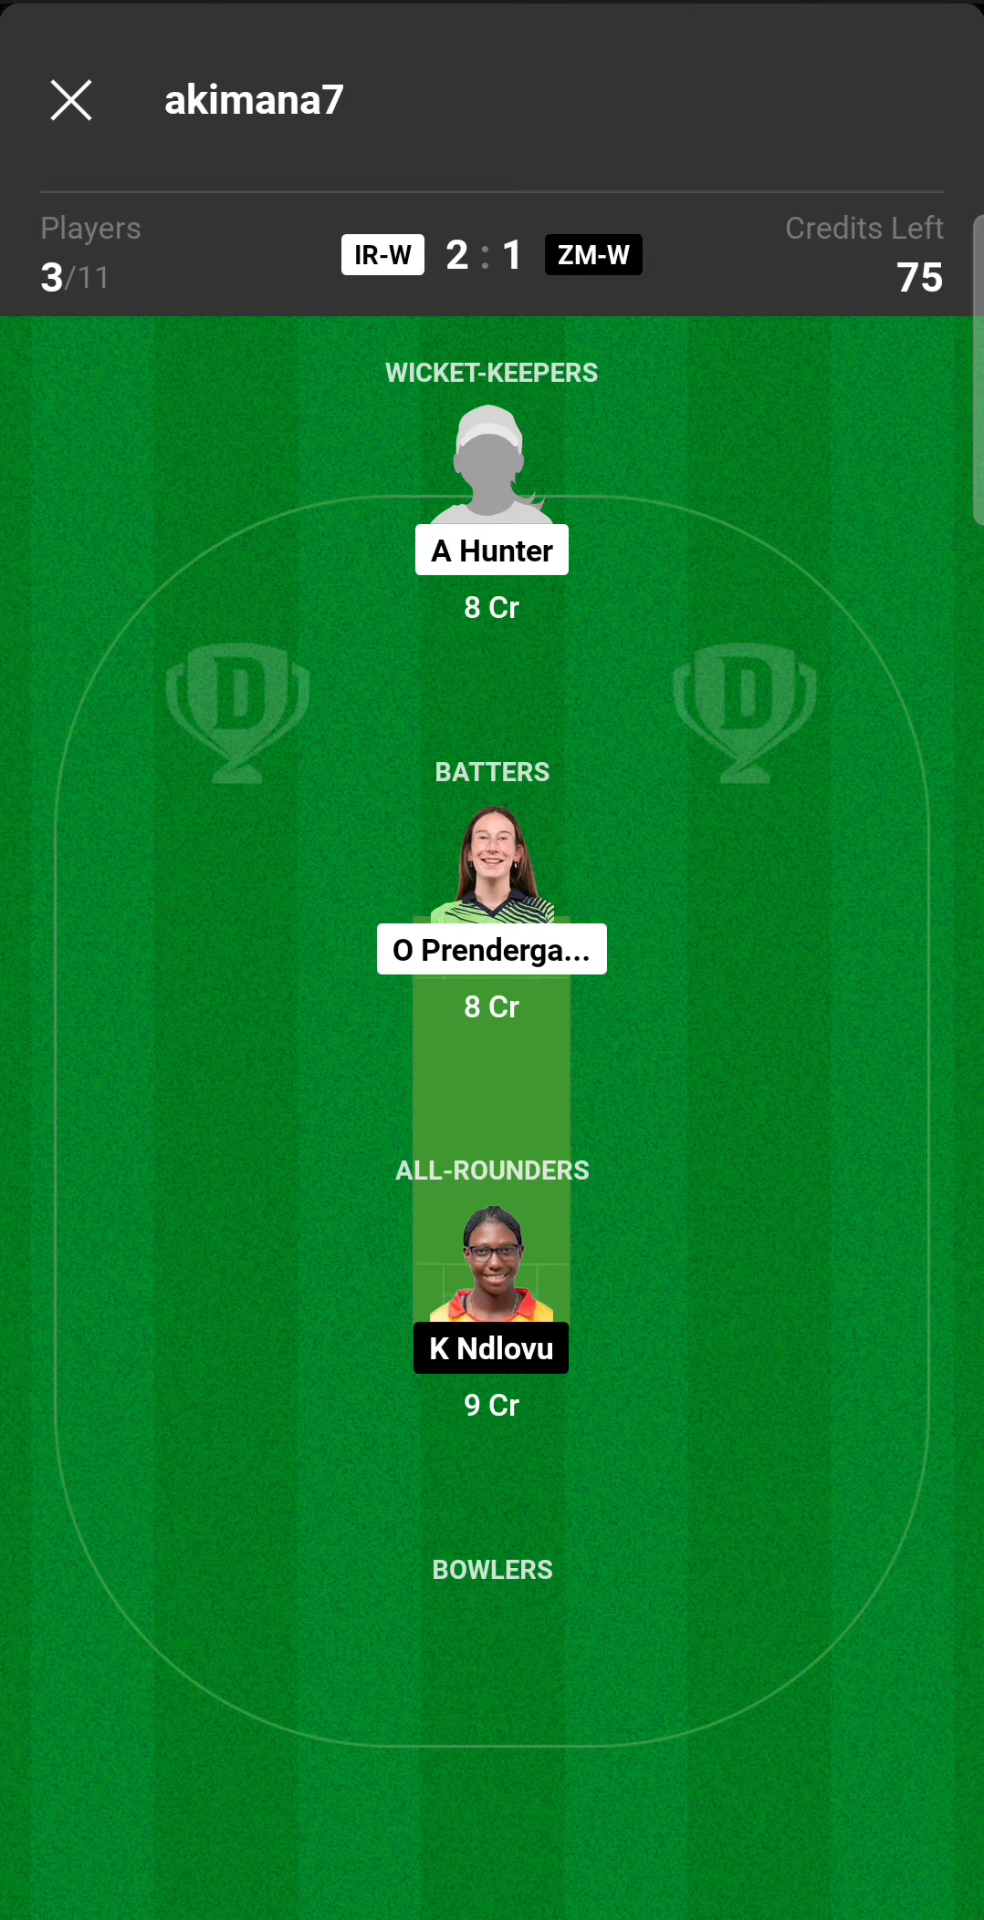 akimana7
Players
3/11
IR-W 2 : 1 ZM-W
Credits Left
75
WICKET-KEEPERS
A Hunter
8 Cr
D D
BATTERS
O Prenderga...
8 Cr
ALL-ROUNDERS
K Ndlovu
9 Cr
BOWLERS